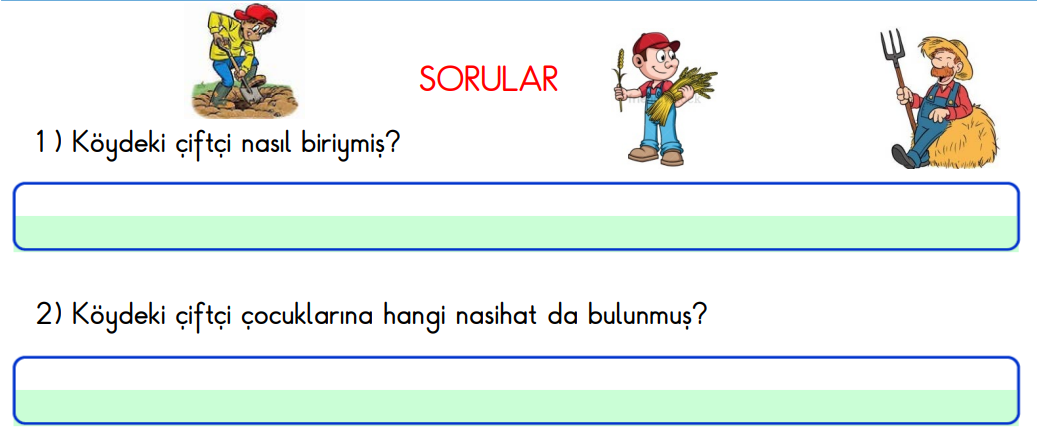 SORULAR
1) Köydeki çiftçi nasıl biriymiş?
2) Köydeki çiftçi çocuklarına hangi nasihat da bulunmuş?